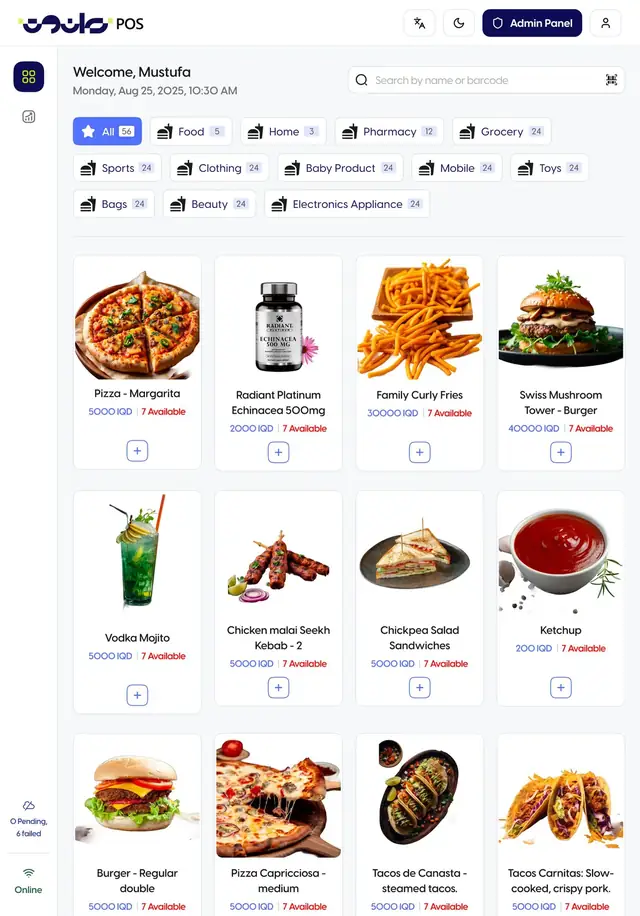 POS
Admin Panel
Welcome, Mustufa
Monday, Aug 25, 2025, 10:30 AM
Search by name or barcode
All 56
Food 5
Home 3
Pharmacy 12
Grocery 24
Sports 24
Clothing 24
Baby Product 24
Mobile 24
Toys 24
Bags 24
Beauty 24
Electronics Appliance 24
RADIANT
PLATINUM
ECHINACEA
500 MG
Pizza - Margarita
5000 IQD | 7 Available
+
Radiant Platinum
Echinacea 500mg
2000 IQD | 7 Available
+
Family Curly Fries
30000 IQD | 7 Available
+
Swiss Mushroom
Tower - Burger
40000 IQD | 7 Available
+
Vodka Mojito
5000 IQD | 7 Available
+
Chicken malai Seekh
Kebab - 2
5000 IQD | 7 Available
+
Chickpea Salad
Sandwiches
5000 IQD | 7 Available
+
Ketchup
200 IQD | 7 Available
+
Burger - Regular
double
5000 IQD | 7 Available
Pizza Capricciosa -
medium
5000 IQD | 7 Available
Tacos de Canasta -
steamed tacos.
5000 IQD | 7 Available
Tacos Carnitas: Slow-
cooked, crispy pork.
5000 IQD | 7 Available
0 Pending,
6 failed
Online